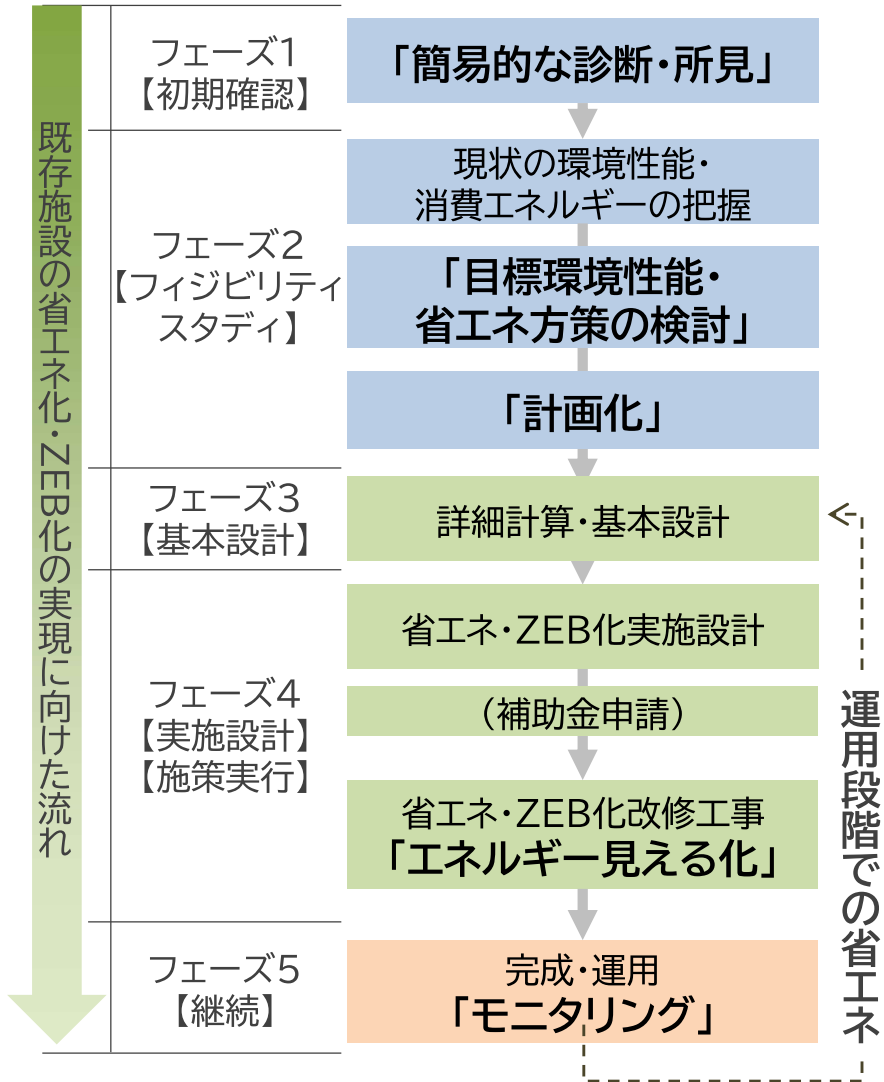 既存施設の省エネ化・ZEB化の実現に向けた流れ
フェーズ1
【初期確認】
「簡易的な診断・所見」
フェーズ2
【フィジビリティ
スタディ】
現状の環境性能・
消費エネルギーの把握
「目標環境性能・
省エネ方策の検討」
「計画化」
フェーズ3
【基本設計】
詳細計算・基本設計
フェーズ4
【実施設計】
【施策実行】
省エネ・ZEB化実施設計
（補助金申請）
省エネ・ZEB化改修工事
「エネルギー見える化」
フェーズ5
【継続】
完成・運用
「モニタリング」
運用段階での省エネ